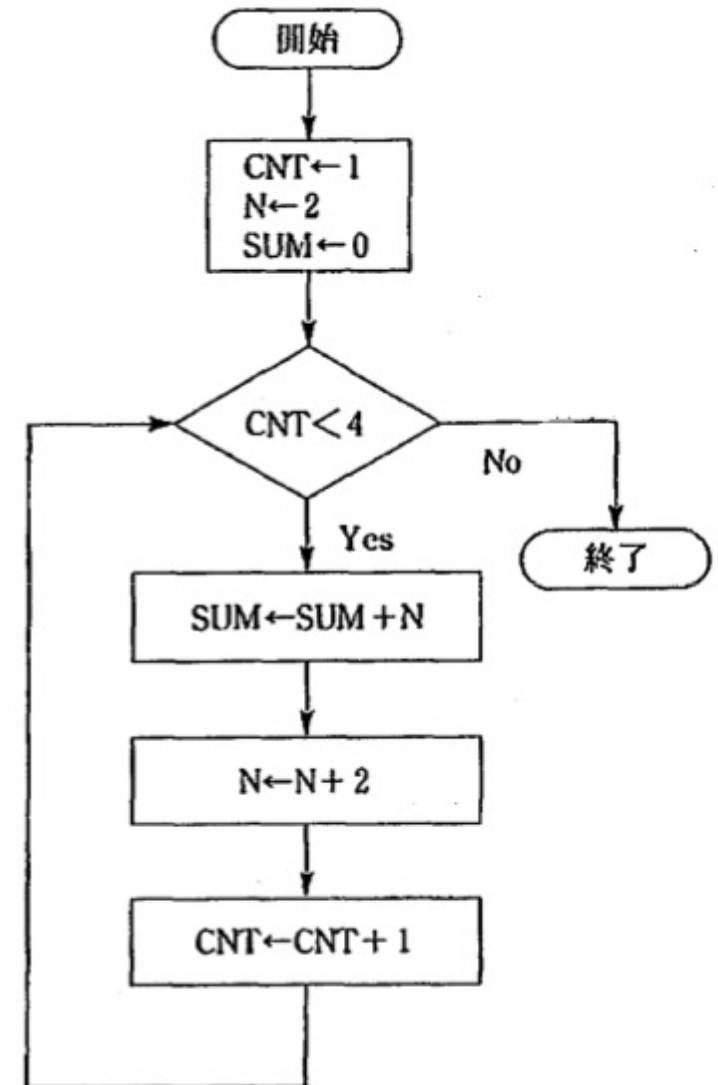 開始
CNT←1
N←2
SUM←0
CNT<4
No
Yes
終了
SUM←SUM+N
N←N+2
CNT←CNT+1